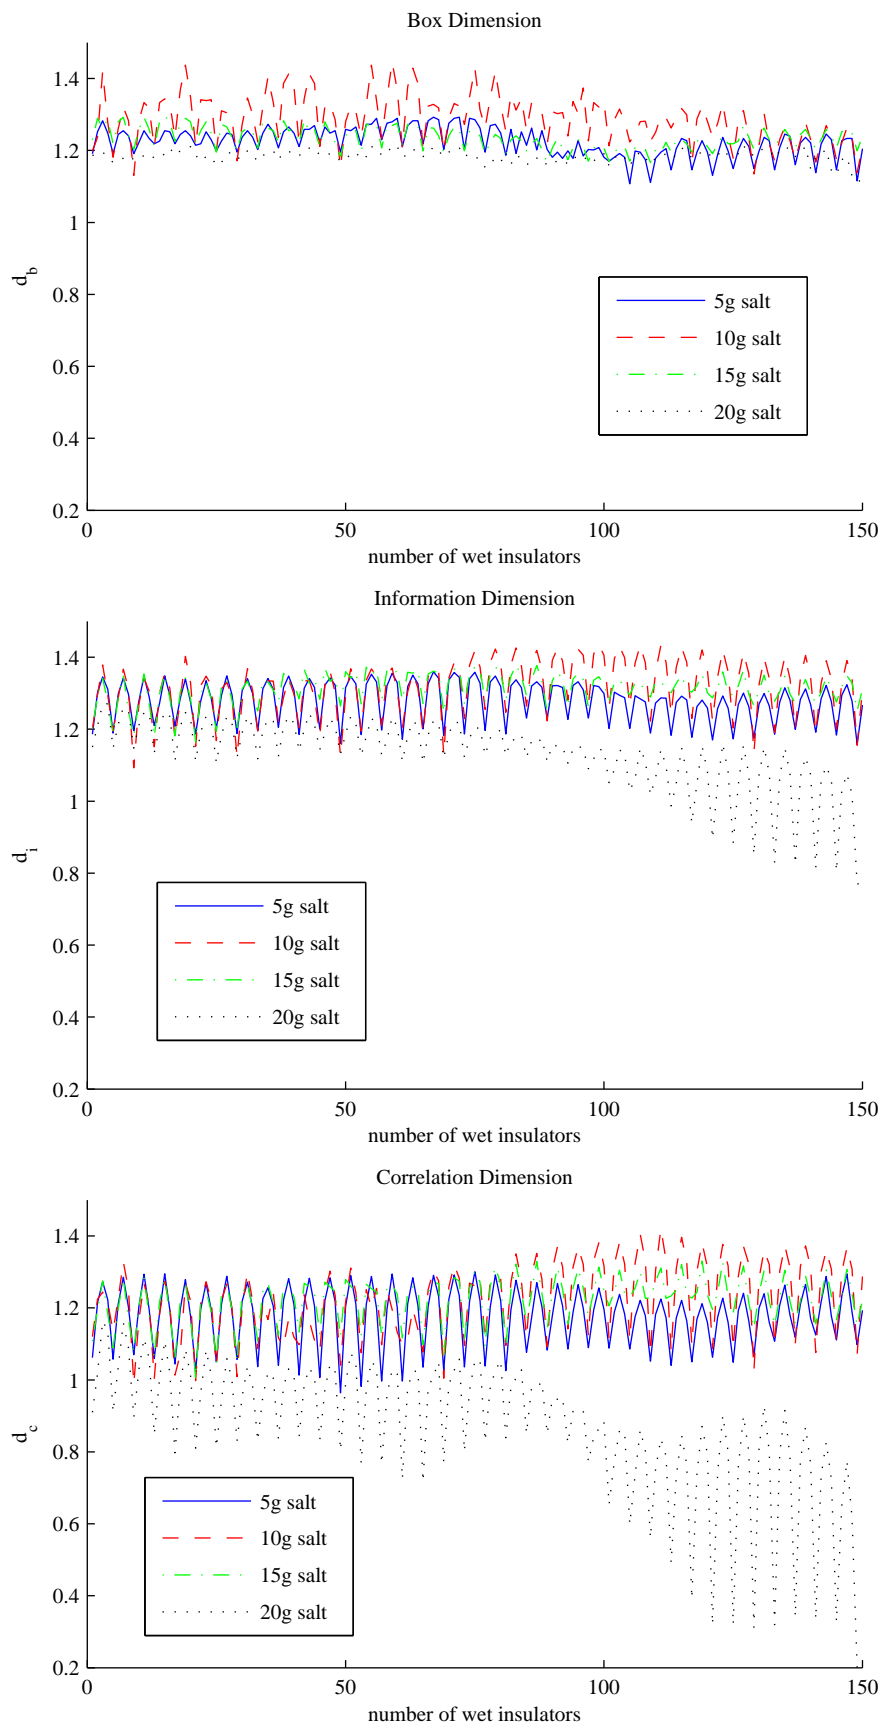 Box Dimension
1.4
1.2
1
0.8
0.6
0.4
0.2
d_b
0 50 100 150
number of wet insulators
5g salt
10g salt
15g salt
20g salt
Information Dimension
1.4
1.2
1
0.8
0.6
0.4
0.2
d_i
0 50 100 150
number of wet insulators
5g salt
10g salt
15g salt
20g salt
Correlation Dimension
1.4
1.2
1
0.8
0.6
0.4
0.2
d_c
0 50 100 150
number of wet insulators
5g salt
10g salt
15g salt
20g salt